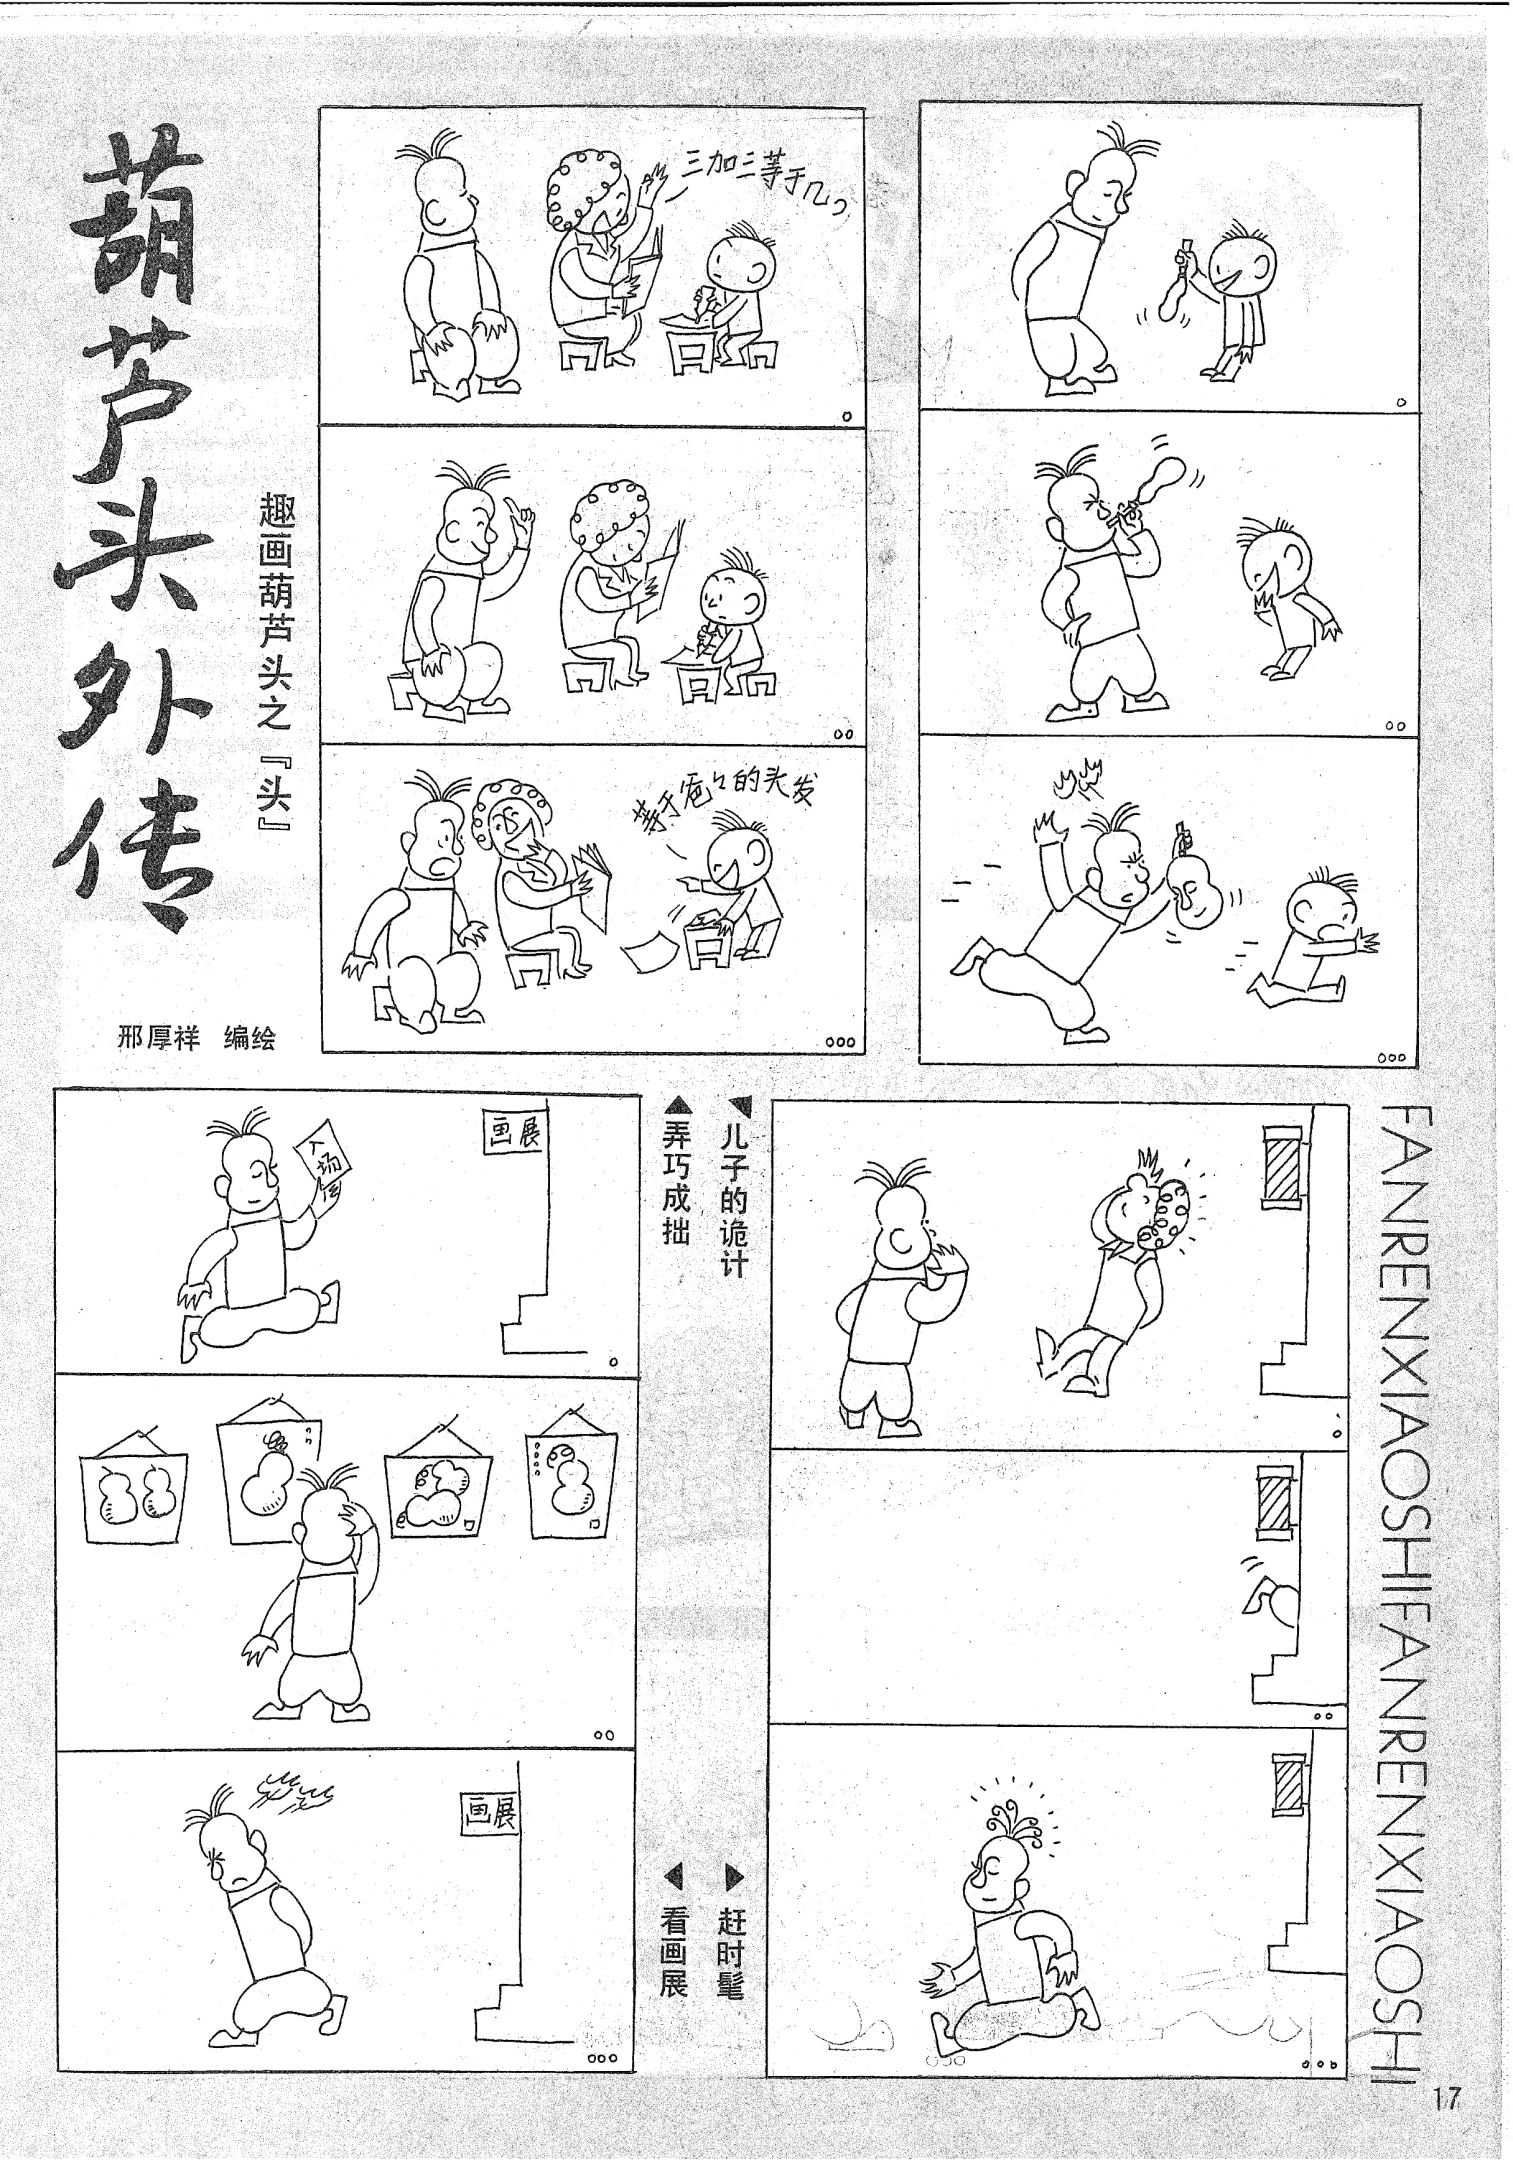 葫芦头外传
趣画葫芦头之『头』
邢厚祥 编绘
三加三等于几?
等于爸々的头发
弄巧成拙
儿子的诡计
入场
画展
画展
看画展
赶时髦
FANRENXIAOSHIFANRENXIAOSHI
17